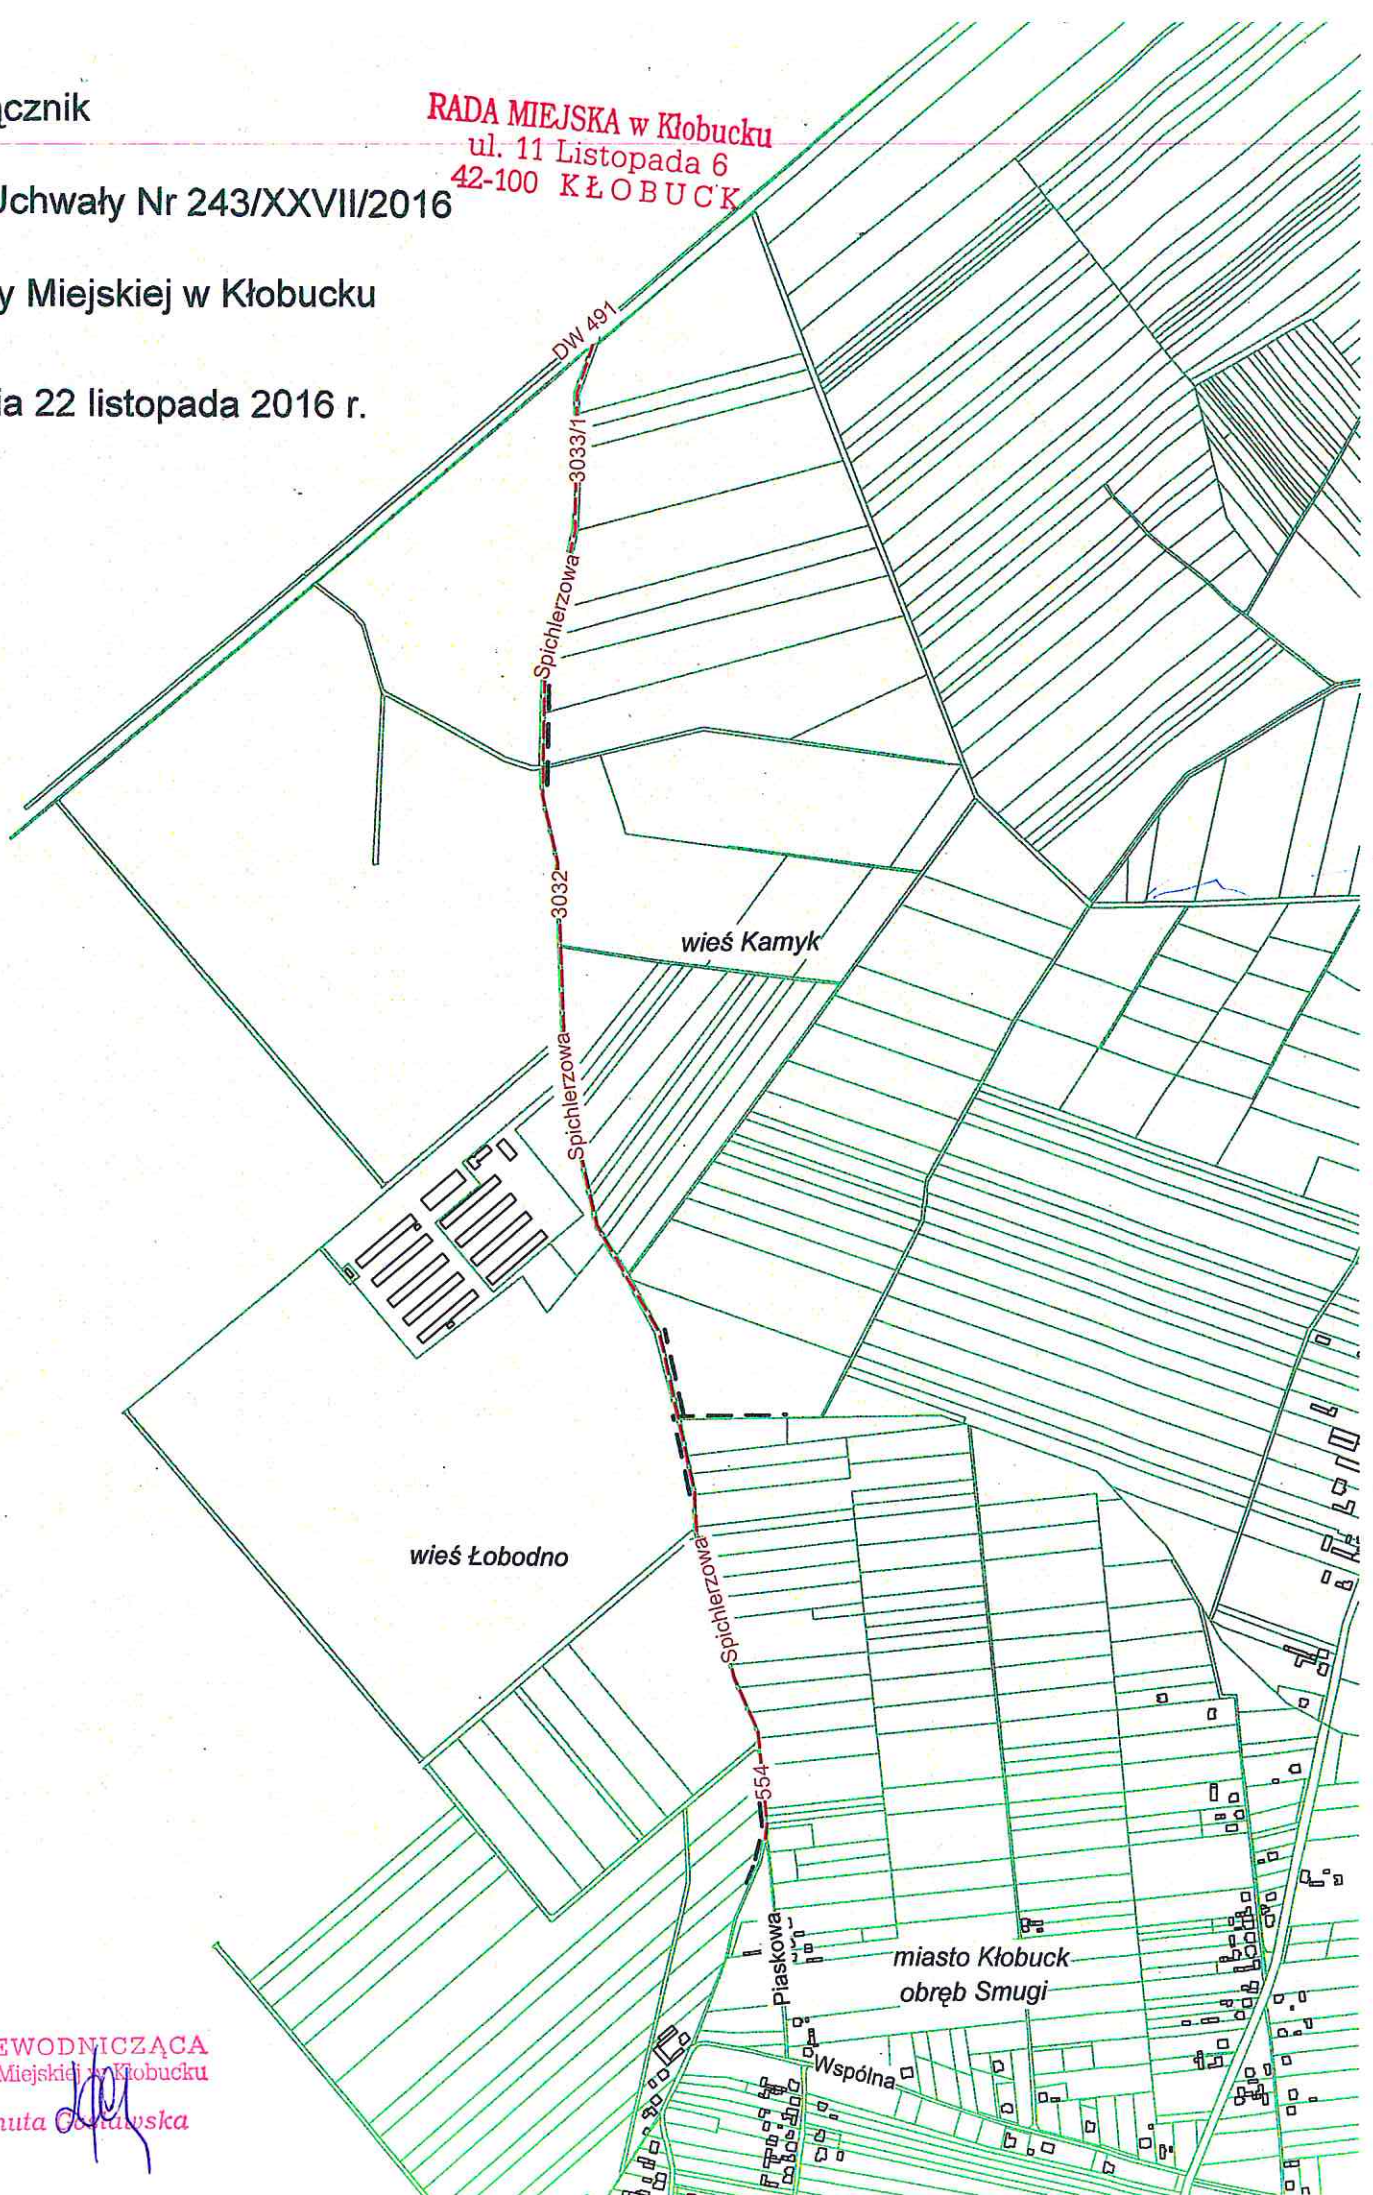 ącznik
RADA MIEJSKA w Kłobucku
ul. 11 Listopada 6
42-100 KŁOBUCK
Uchwały Nr 243/XXVII/2016
y Miejskiej w Kłobucku
ia 22 listopada 2016 r.
DW 491
3033/1
Spichlerzowa
3032
wieś Kamyk
Spichlerzowa
wieś Łobodno
Spichlerzowa
554
Piaskowa
miasto Kłobuck
obręb Smugi
Wspólna
EWODNICZĄCA
Miejskiej w Kłobucku
nuta